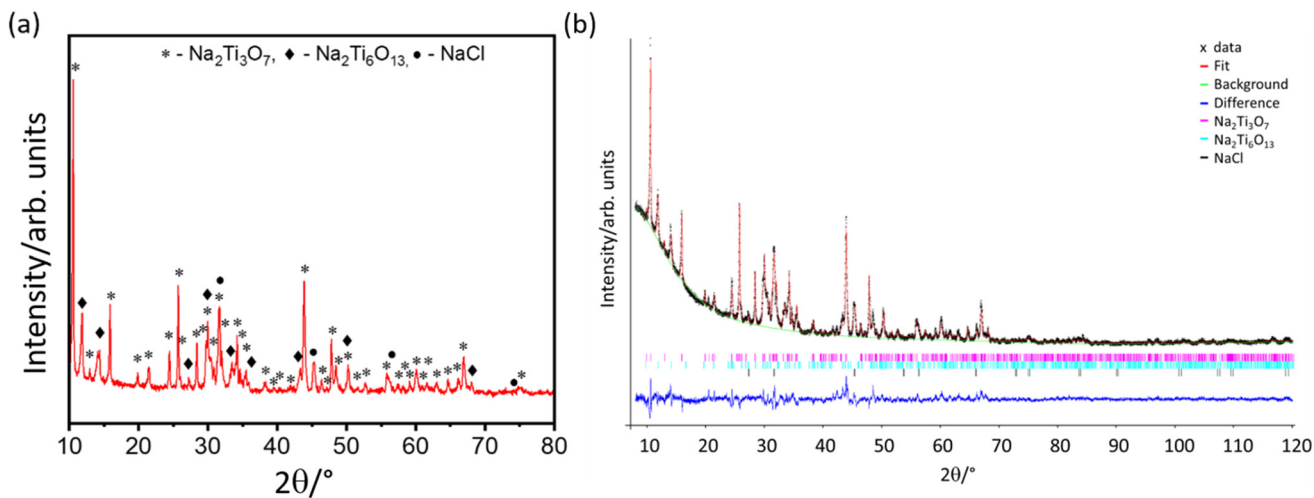 (a)
* - Na₂Ti₃O₇, ♦ - Na₂Ti₆O₁₃, ● - NaCl
Intensity/arb. units
10 20 30 40 50 60 70 80
2θ/°
(b)
x data
Fit
Background
Difference
Na₂Ti₃O₇
Na₂Ti₆O₁₃
NaCl
Intensity/arb. units
10 20 30 40 50 60 70 80 90 100 110 120
2θ/°